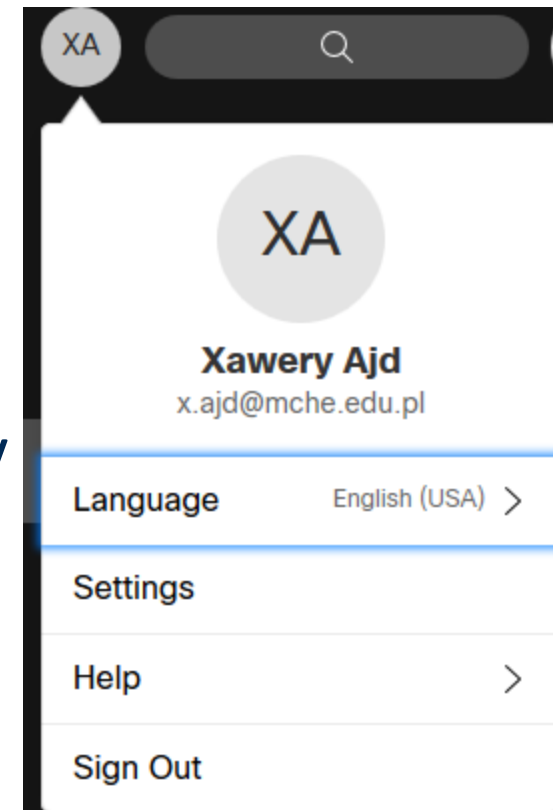 XA
XA
Xawery Ajd
x.ajd@mche.edu.pl
Language English (USA)
Settings
Help
Sign Out